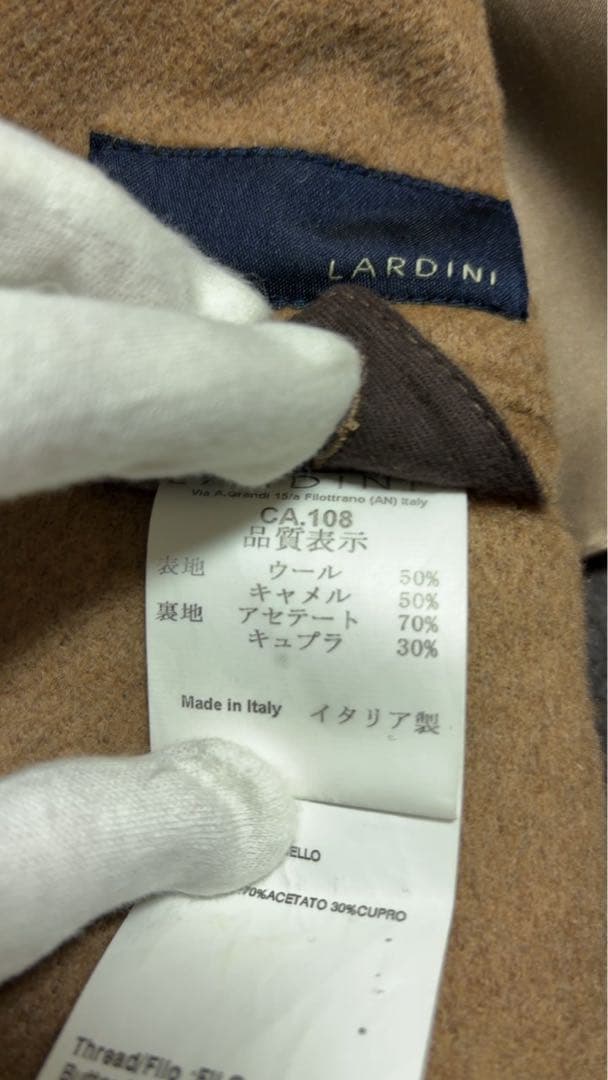 LARDINI
LARDINI
Via A.Grandi 15/a Filottrano (AN) Italy
CA.108
品質表示
表地 ウール 50%
キャメル 50%
裏地 アセテート 70%
キュプラ 30%
Made in Italy イタリア製
ELLO
70%ACETATO 30%CUPRO
Thread/Filo